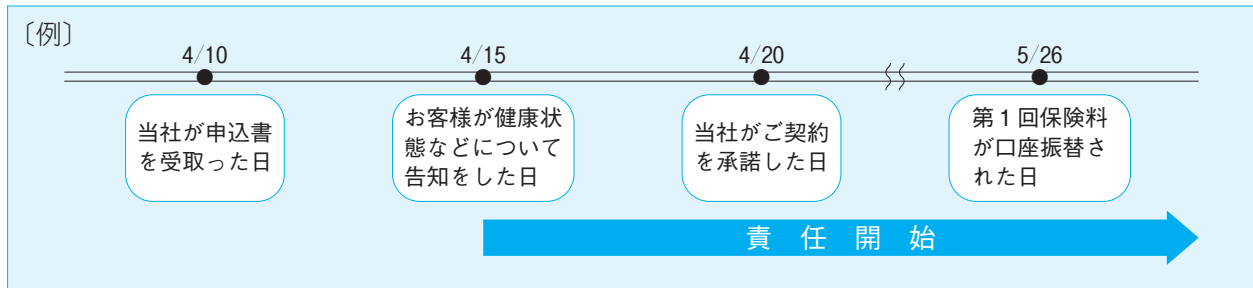 〔例〕
4/10
4/15
4/20
5/26
当社が申込書
を受取った日
お客様が健康状
態などについて
告知をした日
当社がご契約
を承諾した日
第1回保険料
が口座振替さ
れた日
責任開始